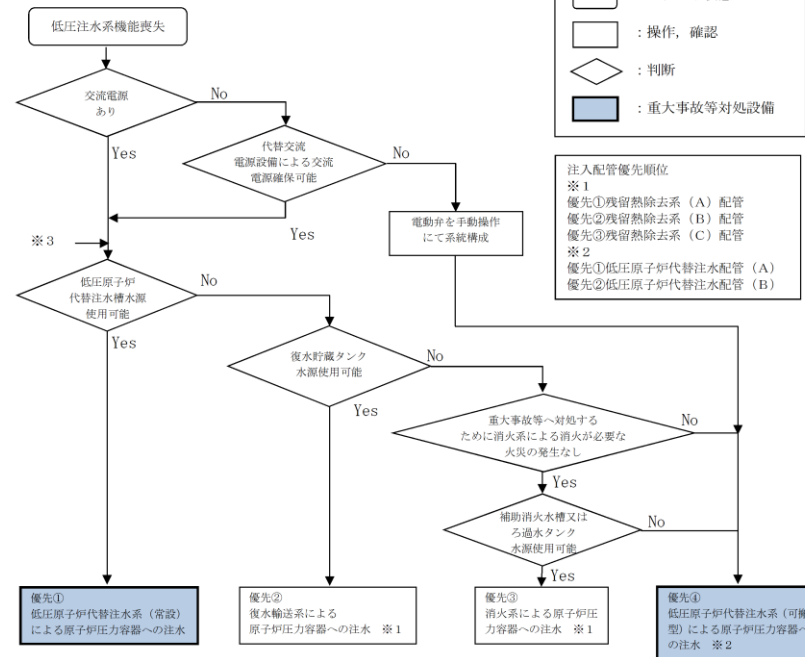 低圧注水系機能喪失
交流電源
あり
No
Yes
代替交流
電源設備による交流
電源確保可能
No
Yes
電動弁を手動操作
にて系統構成
※3
低圧原子炉
代替注水槽水源
使用可能
No
Yes
復水貯蔵タンク
水源使用可能
No
Yes
重大事故等へ対処する
ために消火系による消火が必要な
火災の発生なし
No
Yes
補助消火水槽又は
ろ過水タンク
水源使用可能
No
Yes
優先①
低圧原子炉代替注水系(常設)
による原子炉圧力容器への注水
優先②
復水輸送系による
原子炉圧力容器への注水 ※1
優先③
消火系による原子炉圧
力容器への注水 ※1
優先④
低圧原子炉代替注水系(可搬
型)による原子炉圧力容器へ
の注水 ※2
:操作,確認
:判断
:重大事故等対処設備
注入配管優先順位
※1
優先①残留熱除去系(A)配管
優先②残留熱除去系(B)配管
優先③残留熱除去系(C)配管
※2
優先①低圧原子炉代替注水配管(A)
優先②低圧原子炉代替注水配管(B)